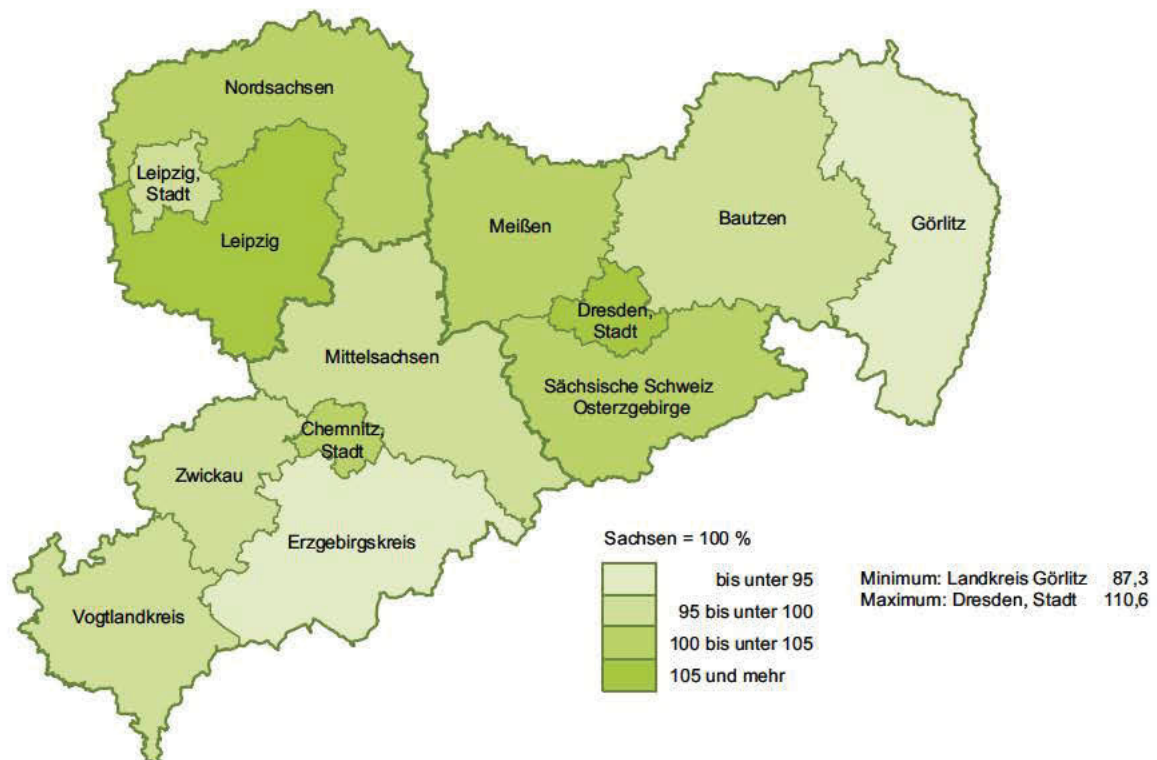 Nordsachsen
Leipzig,
Stadt
Leipzig
Meißen
Bautzen
Görlitz
Dresden,
Stadt
Mittelsachsen
Sächsische Schweiz
Osterzgebirge
Chemnitz,
Stadt
Zwickau
Erzgebirgskreis
Vogtlandkreis
Sachsen = 100 %
bis unter 95
95 bis unter 100
100 bis unter 105
105 und mehr
Minimum: Landkreis Görlitz 87,3
Maximum: Dresden, Stadt 110,6